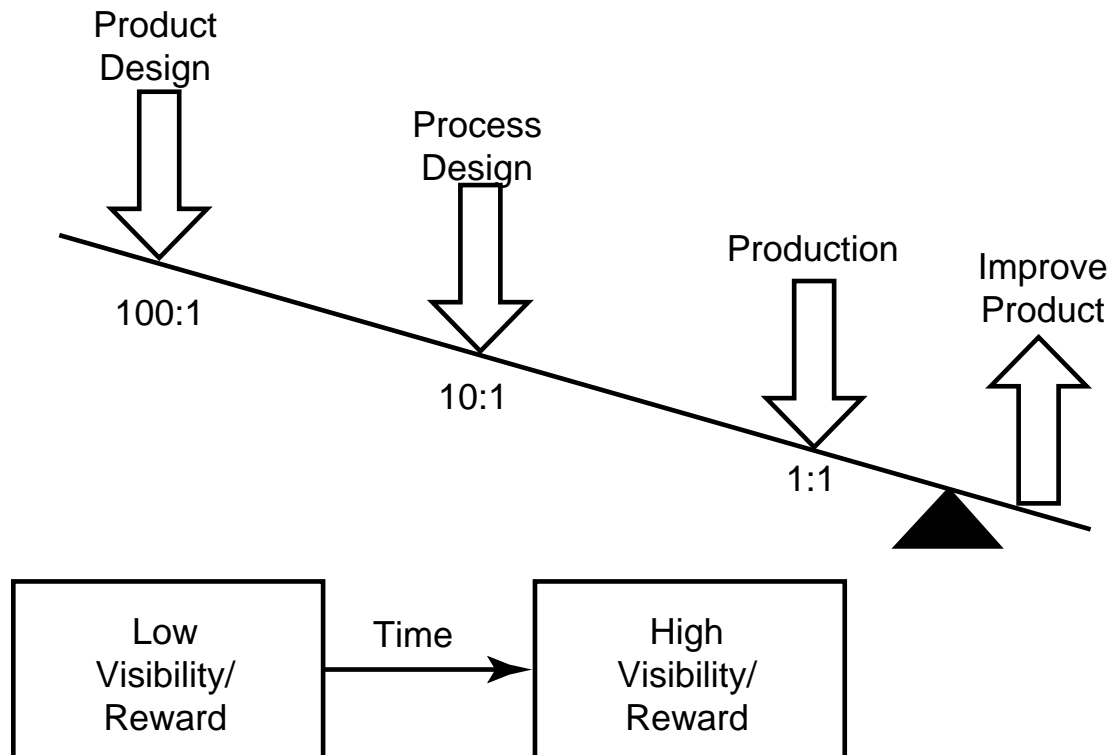 Product
Design
Process
Design
Production
Improve
Product
100:1
10:1
1:1
Low
Visibility/
Reward
Time
High
Visibility/
Reward